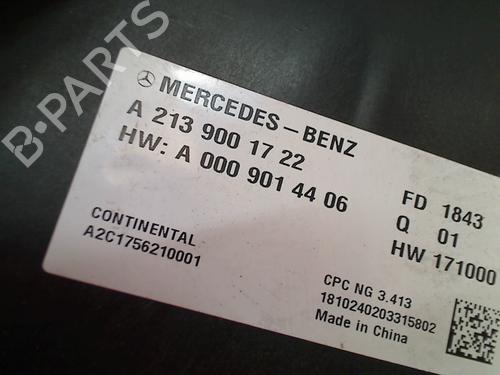 B-PARTS
MERCEDES-BENZ
A 213 900 17 22
HW: A 000 901 44 06
CONTINENTAL
A2C1756210001
FD 1843
Q 01
HW 171000
CPC NG 3.413
1810240203315802
Made in China